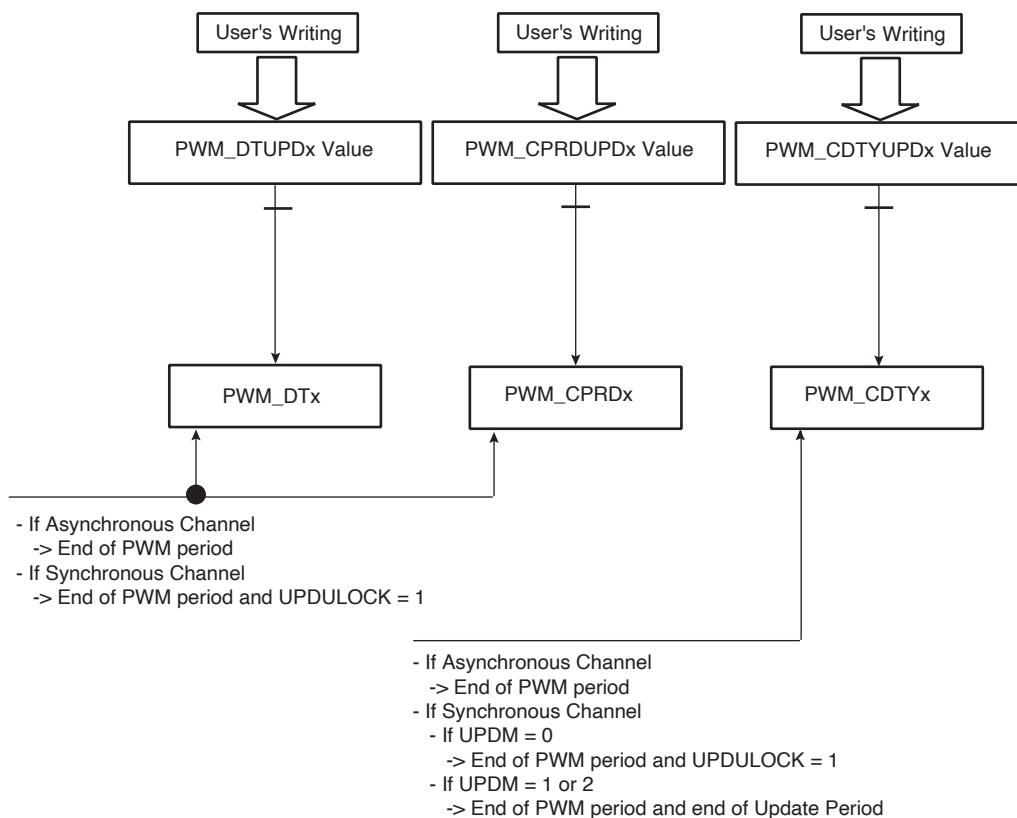 User's Writing
User's Writing
User's Writing
PWM_DTUPDx Value
PWM_CPRDUPDx Value
PWM_CDTYUPDx Value
PWM_DTx
PWM_CPRDx
PWM_CDTYx
- If Asynchronous Channel
-> End of PWM period
- If Synchronous Channel
-> End of PWM period and UPDULOCK = 1
- If Asynchronous Channel
-> End of PWM period
- If Synchronous Channel
- If UPDM = 0
-> End of PWM period and UPDULOCK = 1
- If UPDM = 1 or 2
-> End of PWM period and end of Update Period